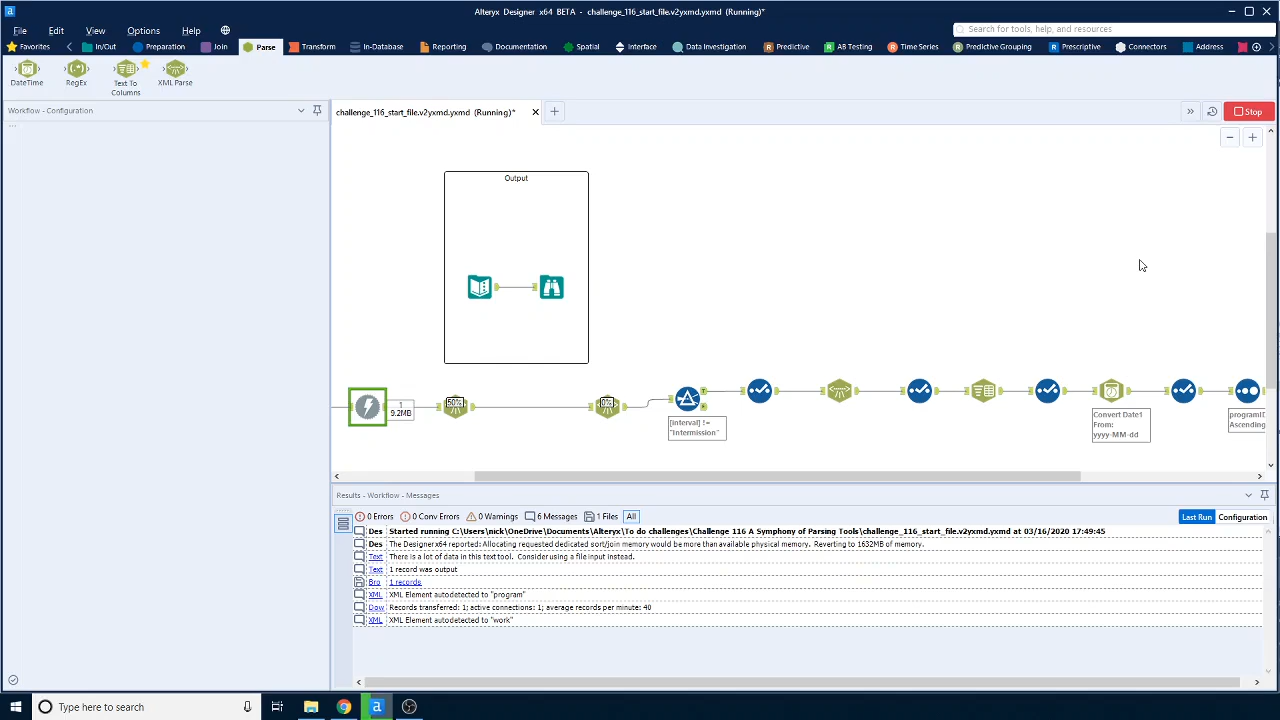 Alteryx Designer x64 BETA - challenge_116_start_file.v2yxmd.yxmd (Running)*
File Edit View Options Help
Search for tools, help, and resources
Favorites In/Out Preparation Join Parse Transform In-Database Reporting Documentation Spatial Interface Data Investigation Predictive AB Testing Time Series Predictive Grouping Prescriptive Connectors Address
DateTime RegEx Text To Columns XML Parse
Workflow - Configuration
...
challenge_116_start_file.v2yxmd.yxmd (Running)*
Stop
Output
1
9.2MB
50%
0%
[interval] !=
"Intermission"
Convert Date1
From:
yyyy-MM-dd
programID
Ascending
Results - Workflow - Messages
0 Errors 0 Conv Errors 0 Warnings 6 Messages 1 Files All
Last Run Configuration
Des Started running C:\Users\nick\OneDrive\Documents\Alteryx\To do challenges\Challenge 116 A Symphony of Parsing Tools\challenge_116_start_file.v2yxmd.yxmd at 03/16/2020 17:49:45
Des The Designer x64 reported: Allocating requested dedicated sort/join memory would be more than available physical memory. Reverting to 1632MB of memory.
Text There is a lot of data in this text tool. Consider using a file input instead.
Text 1 record was output
Bro 1 records
XML XML Element autodetected to "program"
Dow Records transferred: 1; active connections: 1; average records per minute: 40
XML XML Element autodetected to "work"
Type here to search